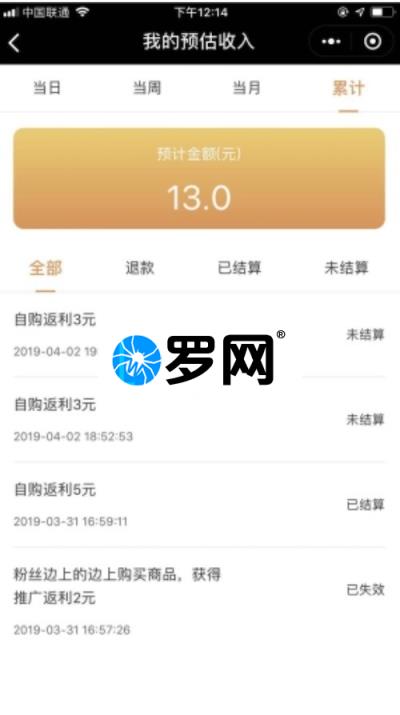 中国联通
下午12:14
我的预估收入
当日
当周
当月
累计
预计金额(元)
13.0
全部
退款
已结算
未结算
自购返利3元
未结算
2019-04-02 19
罗网®
自购返利3元
未结算
2019-04-02 18:52:53
自购返利5元
已结算
2019-03-31 16:59:11
粉丝边上的边上购买商品，获得
推广返利2元
已失效
2019-03-31 16:57:26